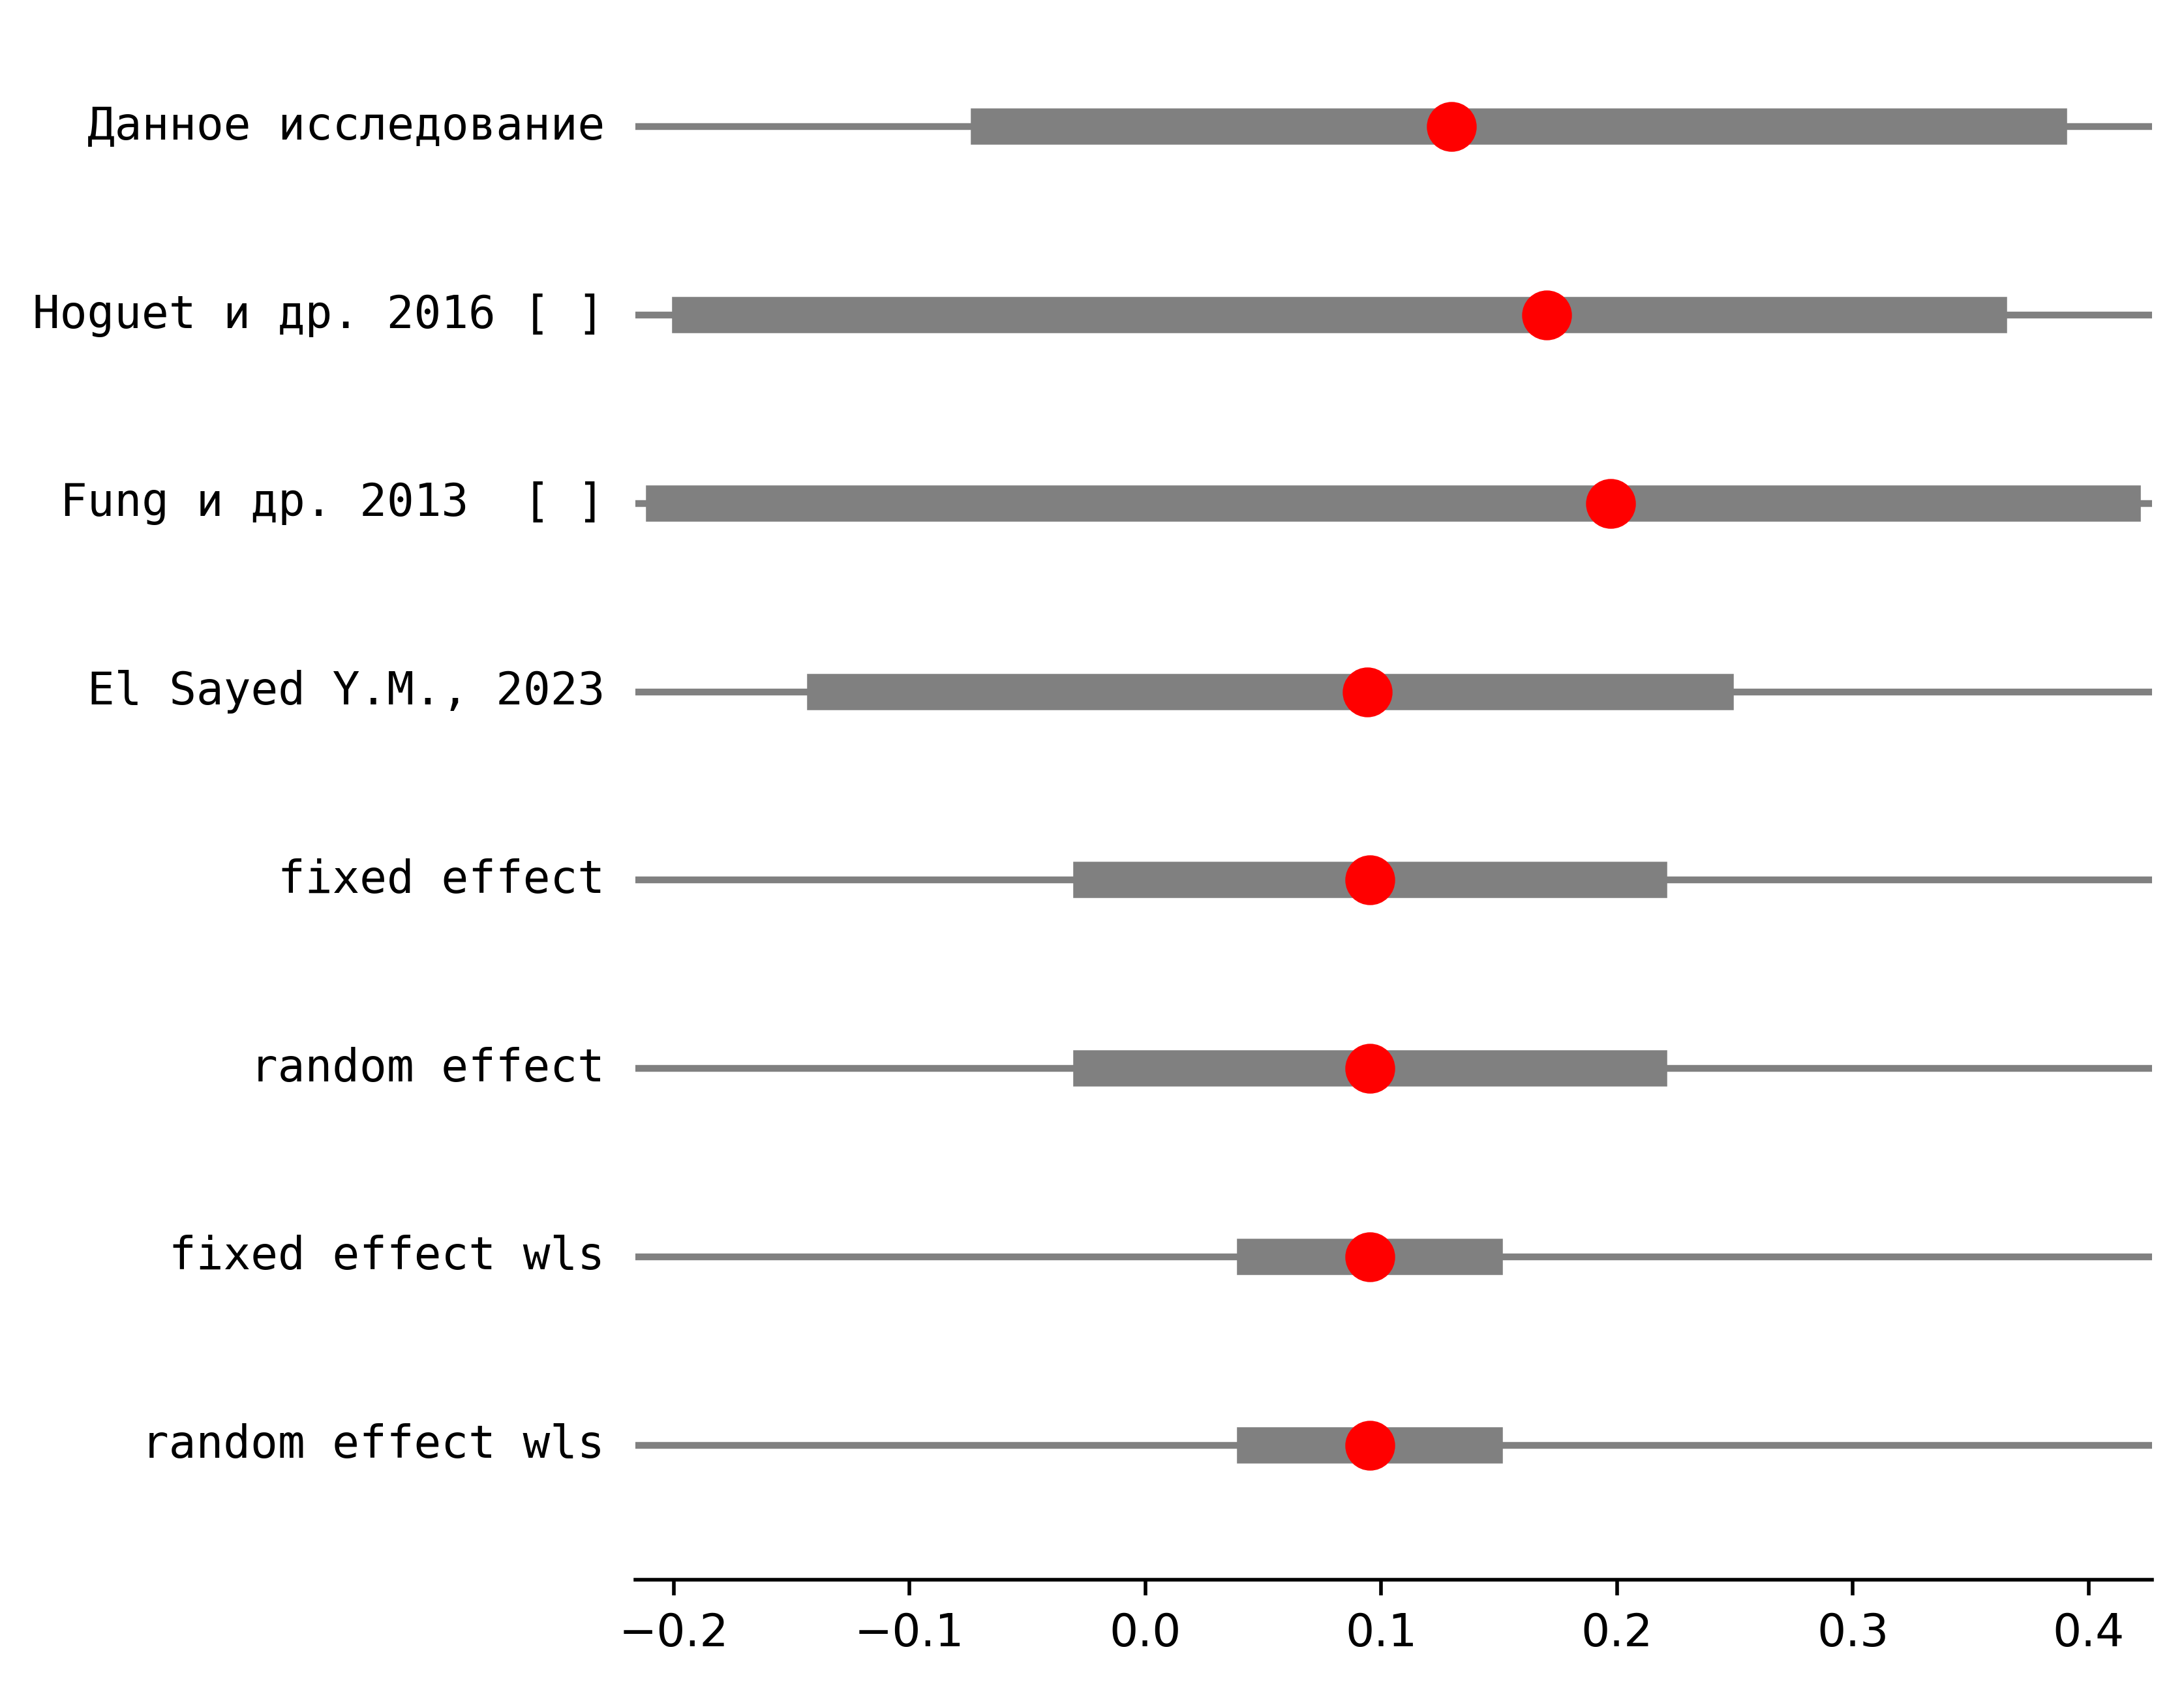 Данное исследование
Hoguet и др. 2016 [ ]
Fung и др. 2013  [ ]
El Sayed Y.M., 2023
fixed effect
random effect
fixed effect wls
random effect wls
−0.2 −0.1 0.0 0.1 0.2 0.3 0.4